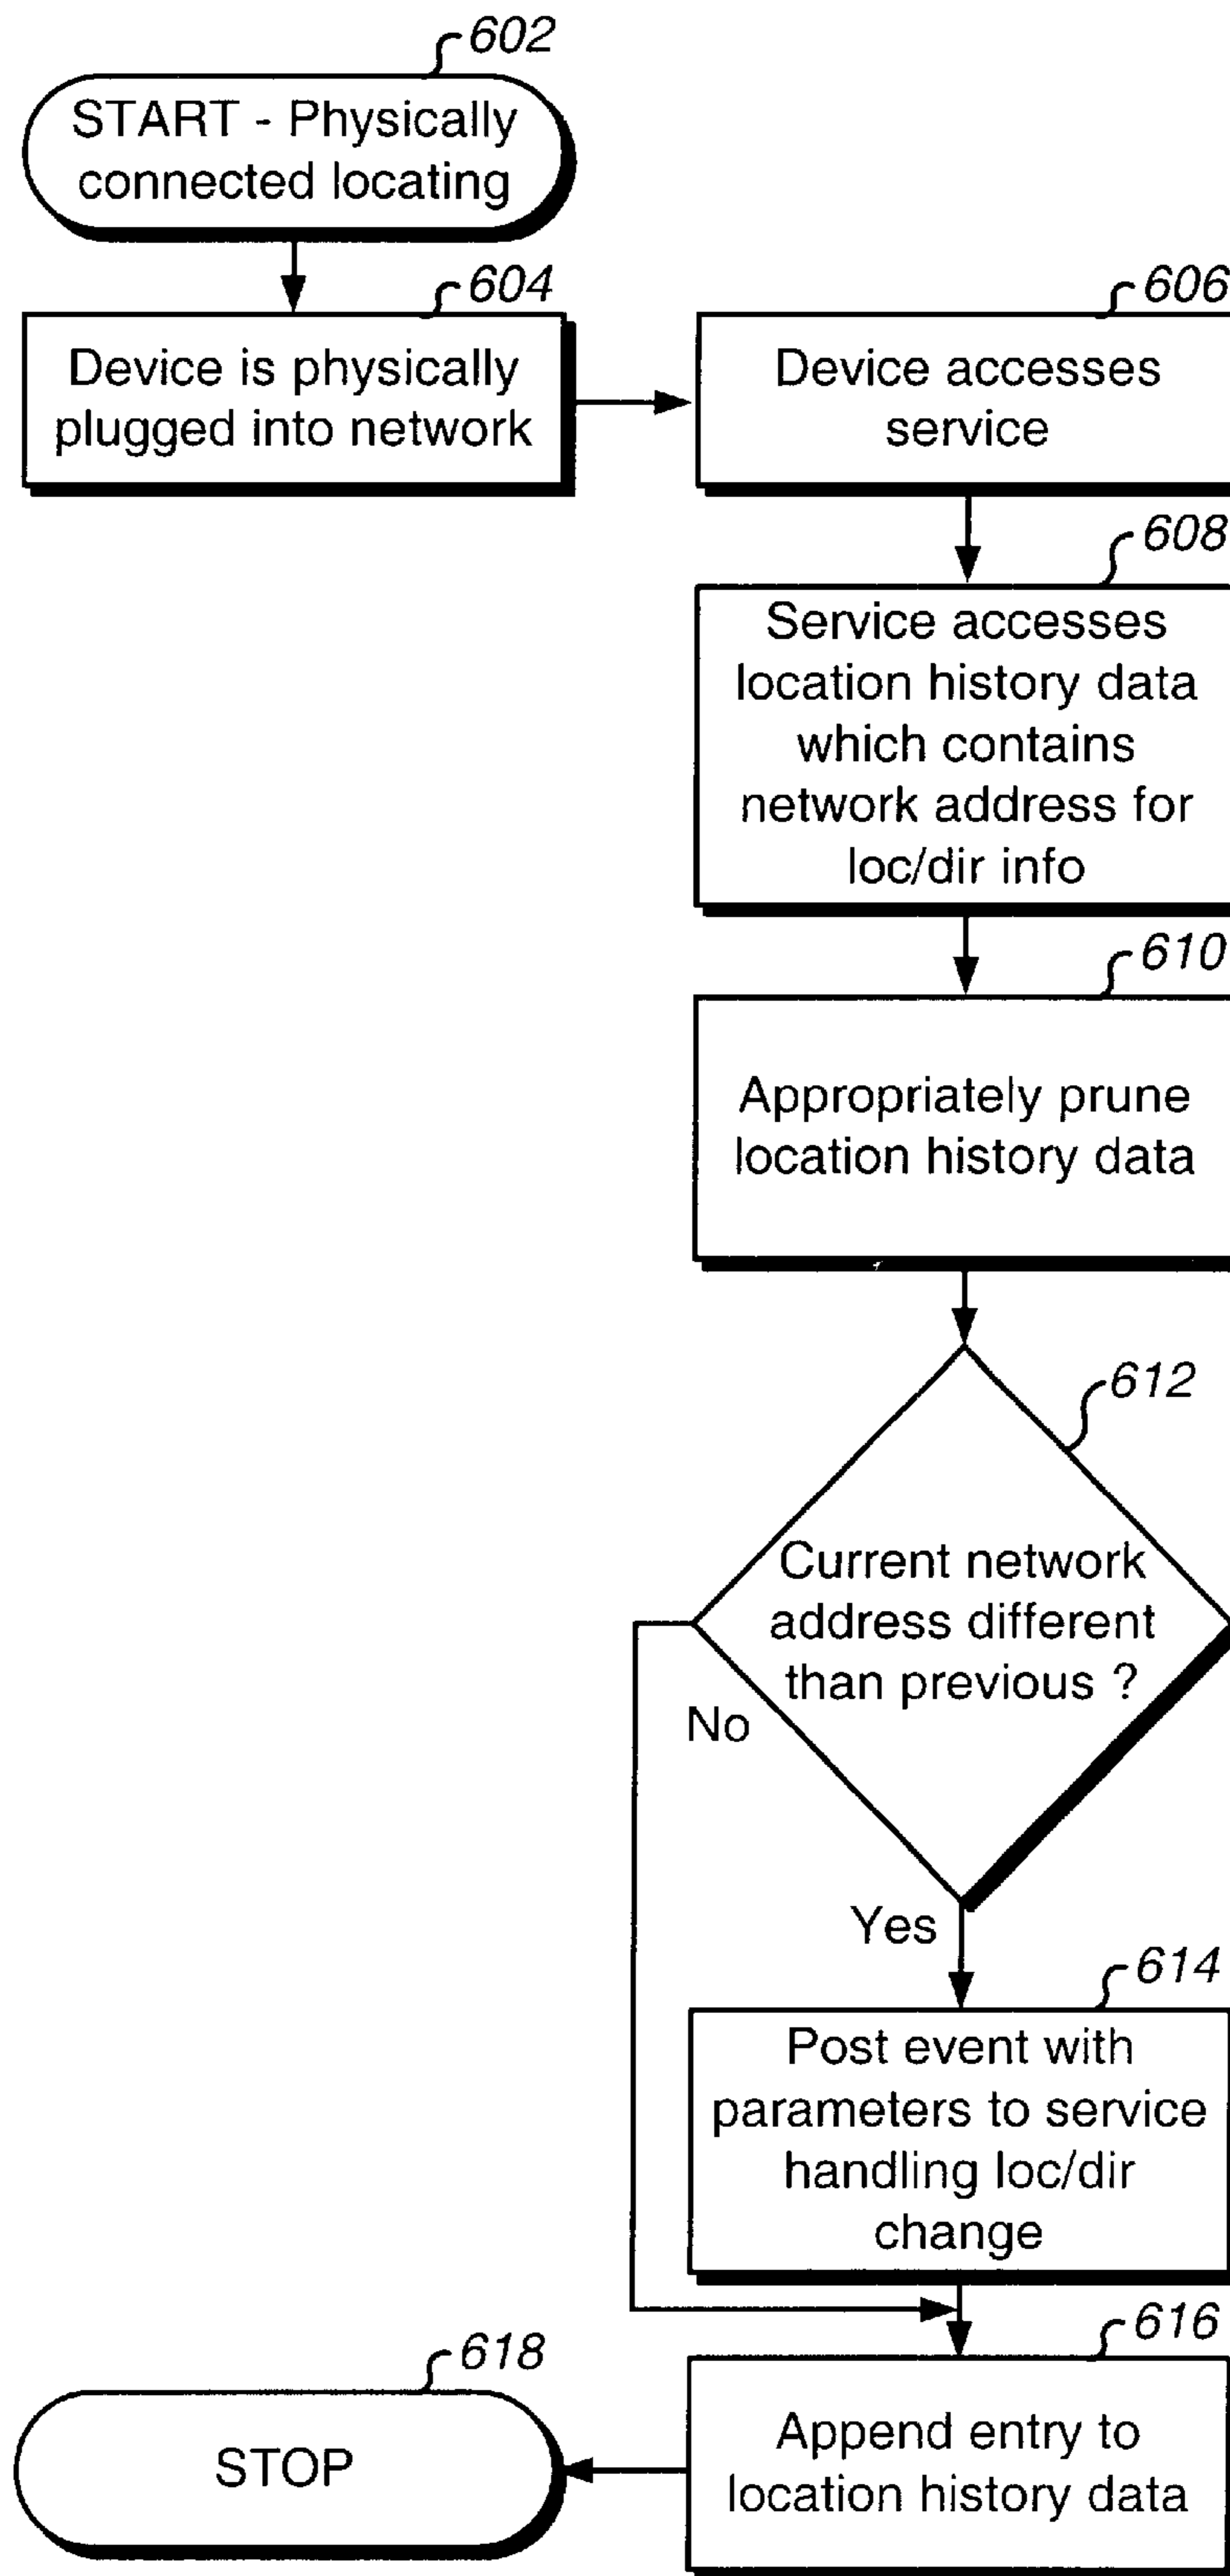 602
START - Physically
connected locating
604
Device is physically
plugged into network
606
Device accesses
service
608
Service accesses
location history data
which contains
network address for
loc/dir info
610
Appropriately prune
location history data
612
Current network
address different
than previous ?
No
Yes
614
Post event with
parameters to service
handling loc/dir
change
616
Append entry to
location history data
618
STOP